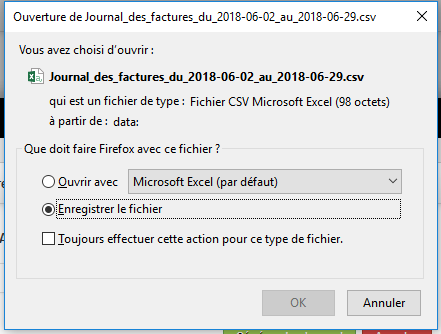 Ouverture de Journal_des_factures_du_2018-06-02_au_2018-06-29.csv
Vous avez choisi d'ouvrir :
Journal_des_factures_du_2018-06-02_au_2018-06-29.csv
qui est un fichier de type : Fichier CSV Microsoft Excel (98 octets)
à partir de : data:
Que doit faire Firefox avec ce fichier ?
Ouvrir avec Microsoft Excel (par défaut)
Enregistrer le fichier
Toujours effectuer cette action pour ce type de fichier.
OK Annuler